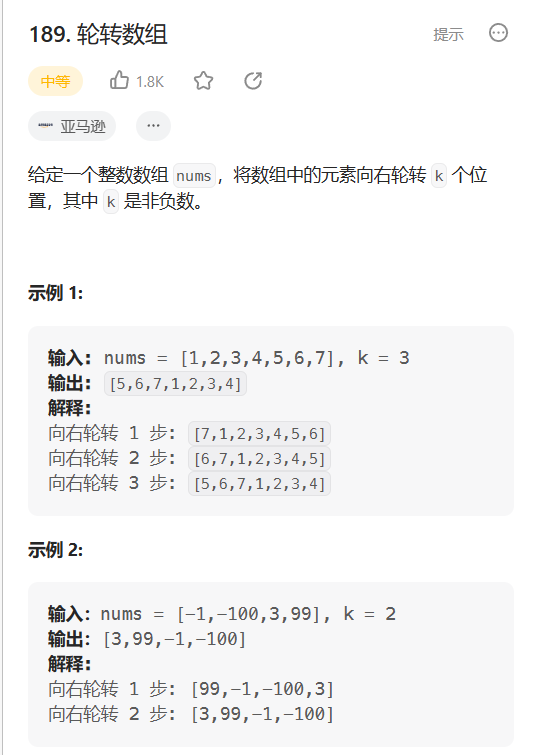 189. 轮转数组
提示
中等
1.8K
亚马逊
给定一个整数数组 nums，将数组中的元素向右轮转 k 个位
置，其中 k 是非负数。
示例 1:
输入: nums = [1,2,3,4,5,6,7], k = 3
输出: [5,6,7,1,2,3,4]
解释:
向右轮转 1 步: [7,1,2,3,4,5,6]
向右轮转 2 步: [6,7,1,2,3,4,5]
向右轮转 3 步: [5,6,7,1,2,3,4]
示例 2:
输入：nums = [-1,-100,3,99], k = 2
输出：[3,99,-1,-100]
解释:
向右轮转 1 步: [99,-1,-100,3]
向右轮转 2 步: [3,99,-1,-100]